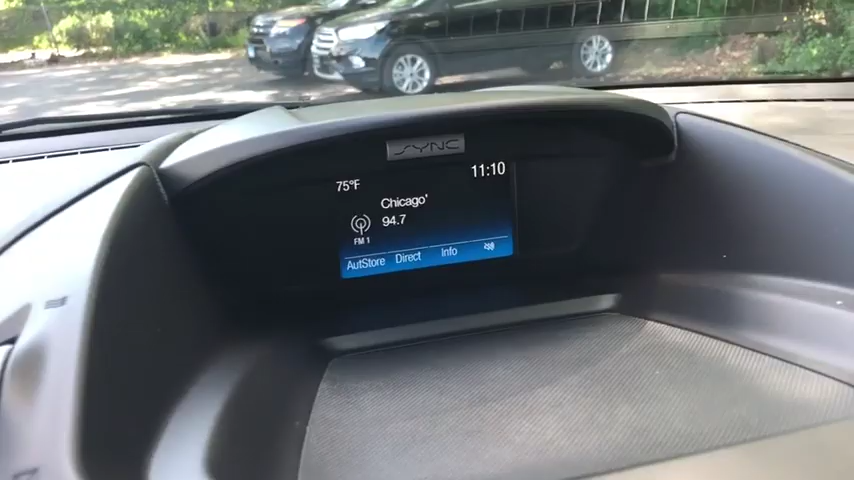 SYNC
75°F
11:10
Chicago'
94.7
FM 1
AutStore Direct Info